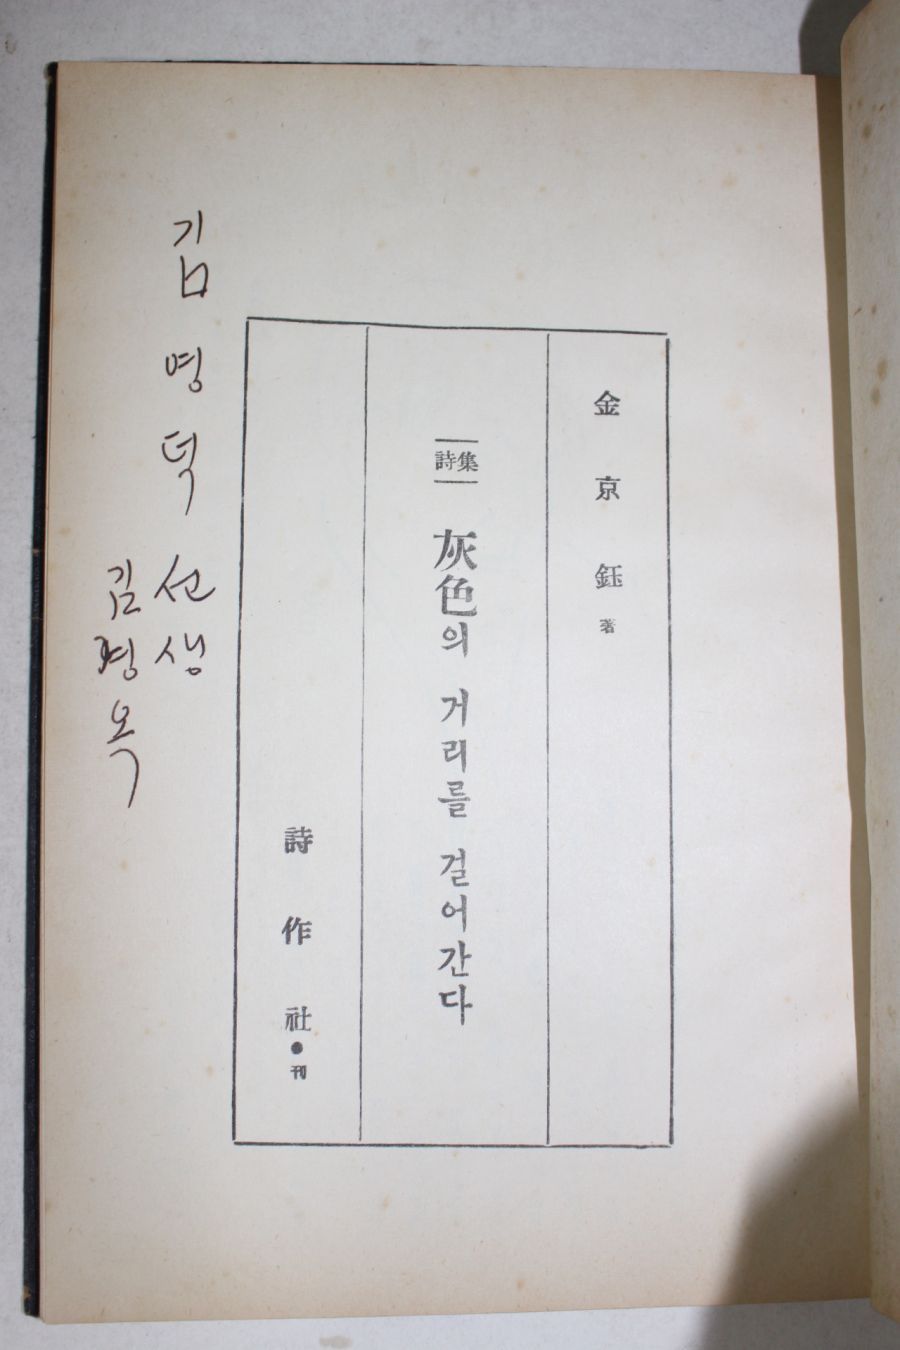 金京鈺 著
詩集
灰色의 거리를 걸어간다
詩作社•刊
김명덕 선생
김경옥